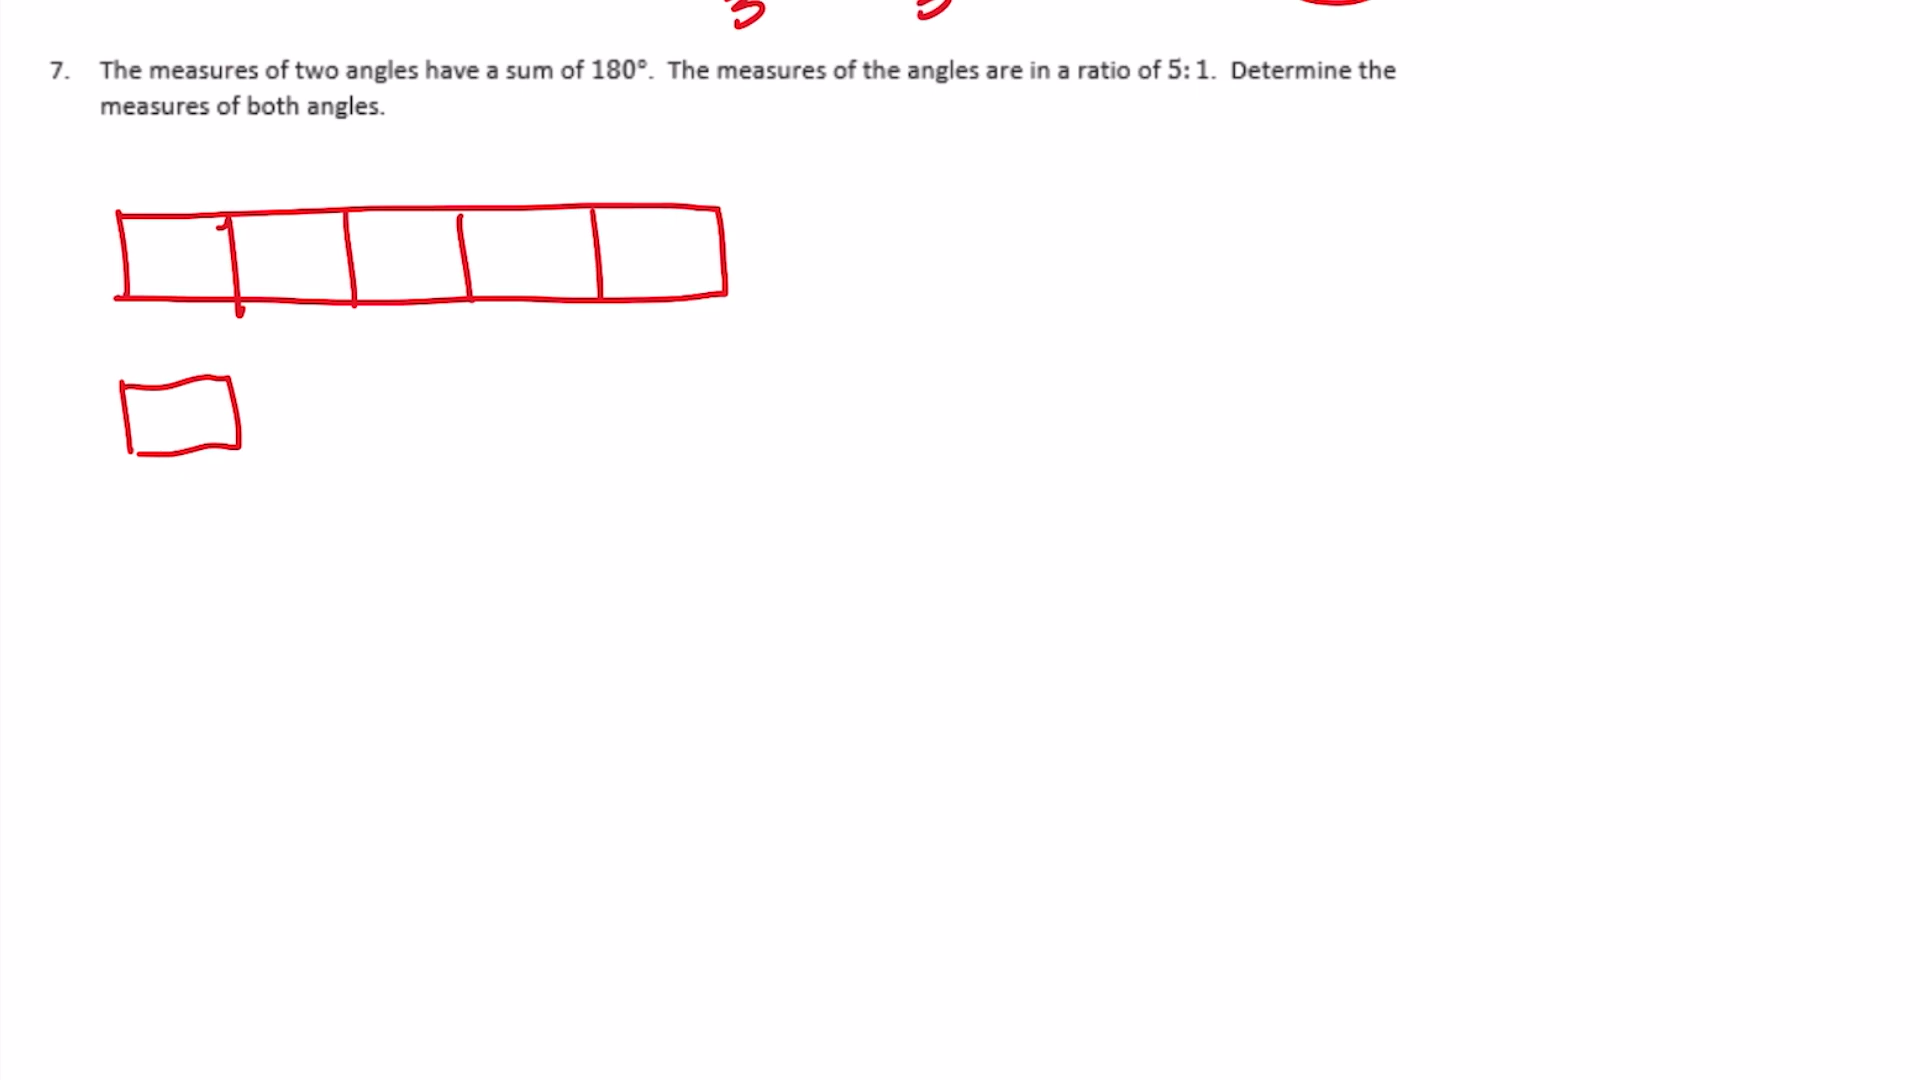 7. The measures of two angles have a sum of 180°. The measures of the angles are in a ratio of 5:1. Determine the
measures of both angles.